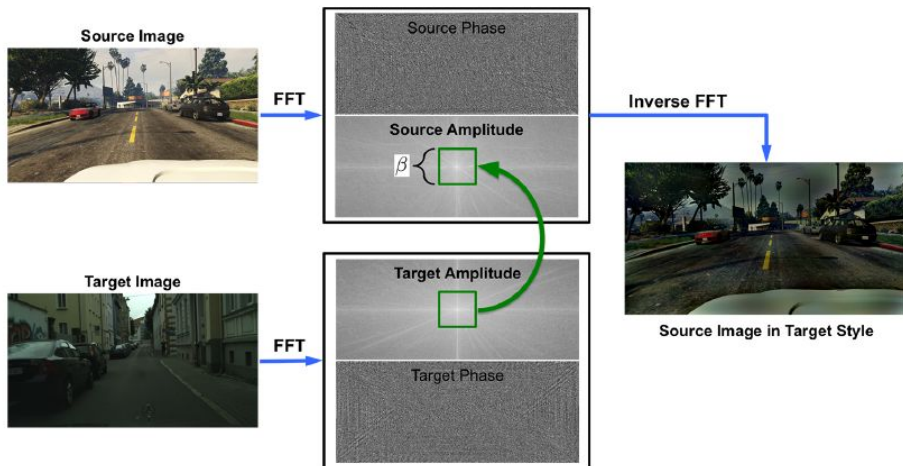 Source Image
FFT
Source Phase
Source Amplitude
β
Inverse FFT
Target Image
FFT
Target Amplitude
Target Phase
Source Image in Target Style